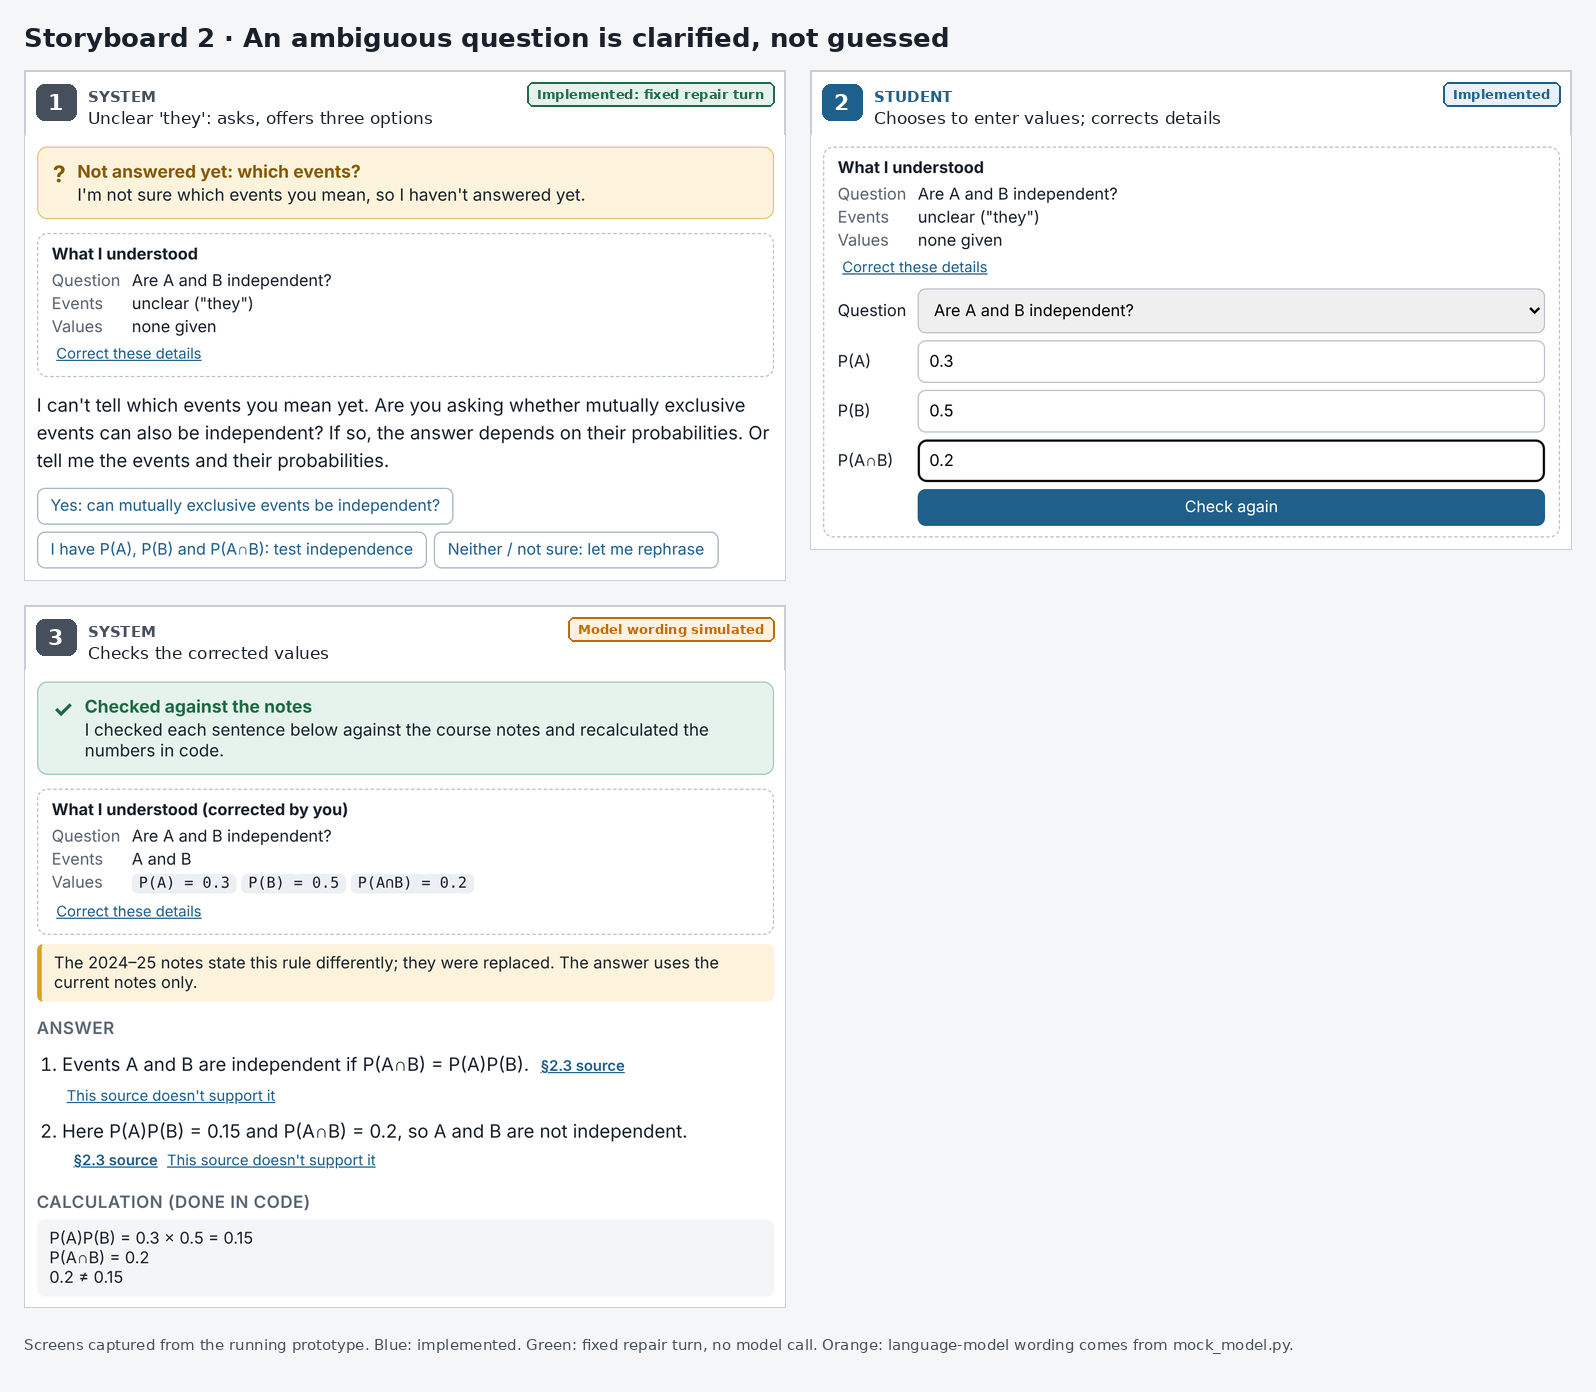 Storyboard 2 · An ambiguous question is clarified, not guessed
1
SYSTEM
Implemented: fixed repair turn
Unclear 'they': asks, offers three options
? Not answered yet: which events?
I'm not sure which events you mean, so I haven't answered yet.
What I understood
Question Are A and B independent?
Events unclear ("they")
Values none given
Correct these details
I can't tell which events you mean yet. Are you asking whether mutually exclusive
events can also be independent? If so, the answer depends on their probabilities. Or
tell me the events and their probabilities.
Yes: can mutually exclusive events be independent?
I have P(A), P(B) and P(A∩B): test independence
Neither / not sure: let me rephrase
2
STUDENT
Implemented
Chooses to enter values; corrects details
What I understood
Question Are A and B independent?
Events unclear ("they")
Values none given
Correct these details
Question Are A and B independent?
P(A) 0.3
P(B) 0.5
P(A∩B) 0.2
Check again
3
SYSTEM
Model wording simulated
Checks the corrected values
✓ Checked against the notes
I checked each sentence below against the course notes and recalculated the
numbers in code.
What I understood (corrected by you)
Question Are A and B independent?
Events A and B
Values P(A) = 0.3 P(B) = 0.5 P(A∩B) = 0.2
Correct these details
The 2024–25 notes state this rule differently; they were replaced. The answer uses the
current notes only.
ANSWER
1. Events A and B are independent if P(A∩B) = P(A)P(B). §2.3 source
This source doesn't support it
2. Here P(A)P(B) = 0.15 and P(A∩B) = 0.2, so A and B are not independent.
§2.3 source This source doesn't support it
CALCULATION (DONE IN CODE)
P(A)P(B) = 0.3 × 0.5 = 0.15
P(A∩B) = 0.2
0.2 ≠ 0.15
Screens captured from the running prototype. Blue: implemented. Green: fixed repair turn, no model call. Orange: language-model wording comes from mock_model.py.